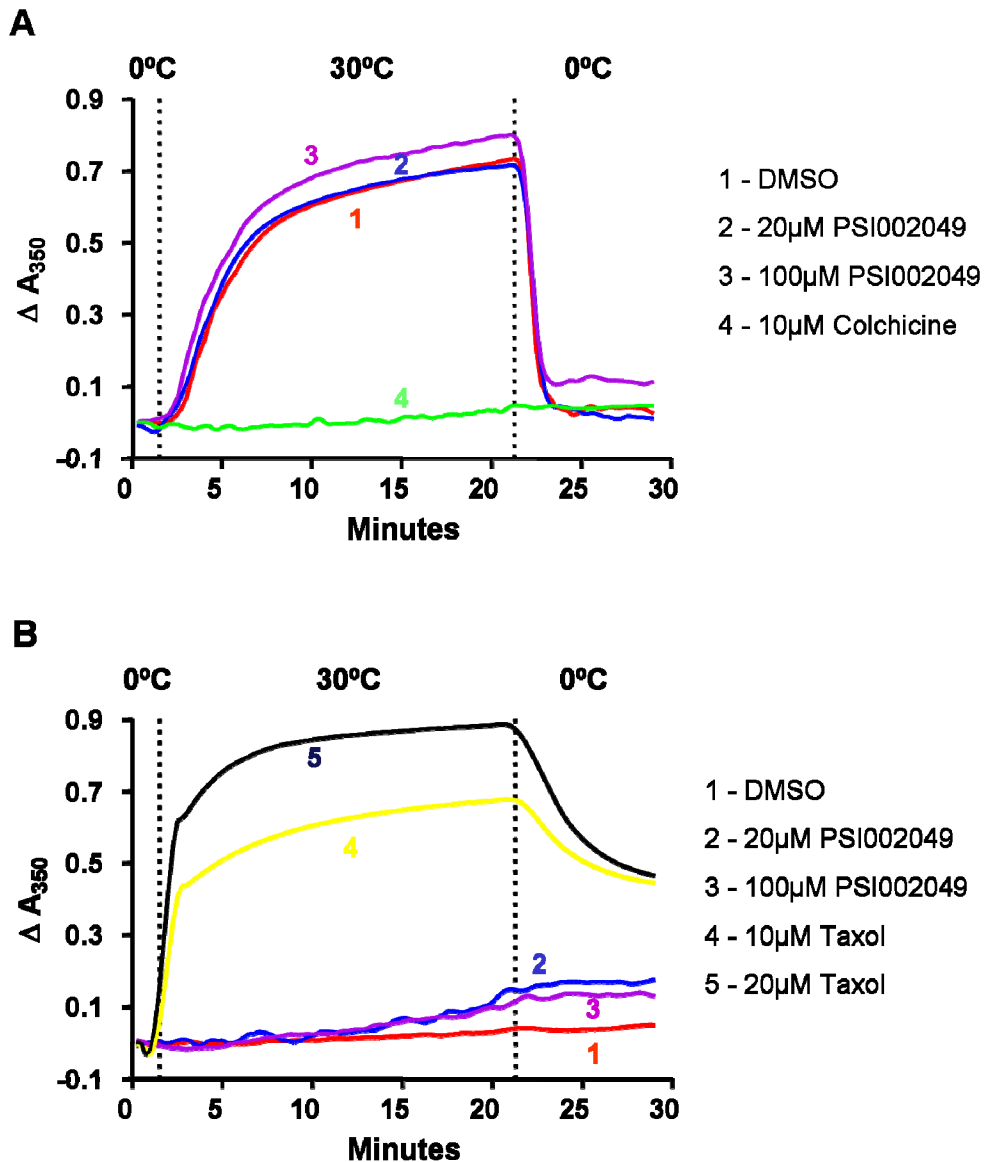 A
0ºC 30ºC 0ºC
0.9
0.7
0.5
0.3
0.1
-0.1
Δ A350
3
2
1
4
0 5 10 15 20 25 30
Minutes
1 - DMSO
2 - 20µM PSI002049
3 - 100µM PSI002049
4 - 10µM Colchicine
B
0ºC 30ºC 0ºC
0.9
0.7
0.5
0.3
0.1
-0.1
Δ A350
5
4
2
3
1
0 5 10 15 20 25 30
Minutes
1 - DMSO
2 - 20µM PSI002049
3 - 100µM PSI002049
4 - 10µM Taxol
5 - 20µM Taxol